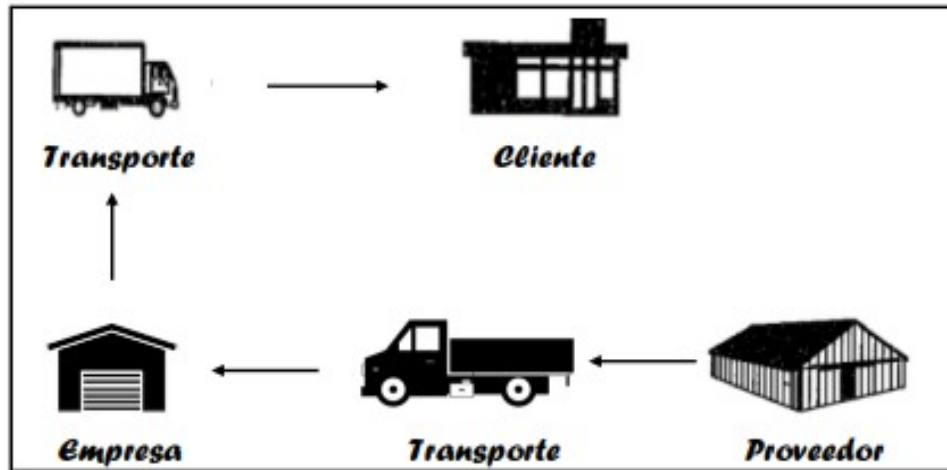 Transporte
Cliente
Empresa
Transporte
Proveedor